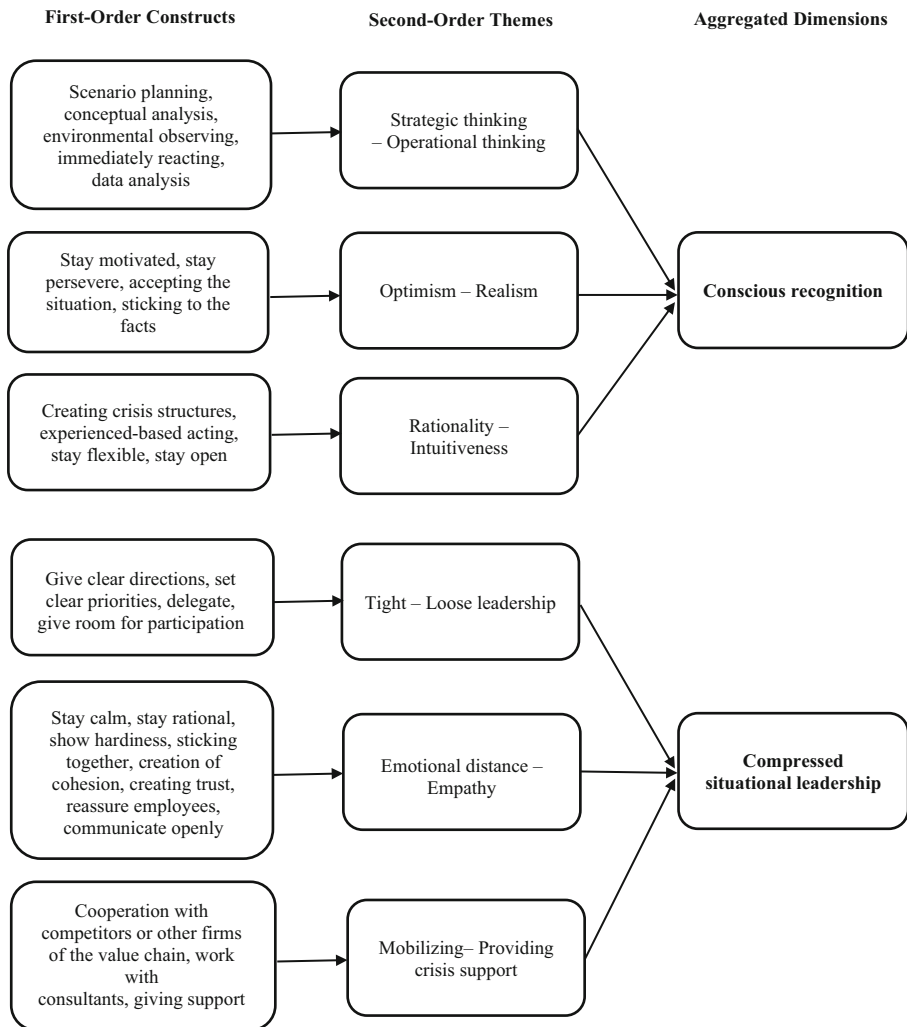 First-Order Constructs
Second-Order Themes
Aggregated Dimensions
Scenario planning,
conceptual analysis,
environmental observing,
immediately reacting,
data analysis
Strategic thinking
– Operational thinking
Stay motivated, stay
persevere, accepting the
situation, sticking to the
facts
Optimism – Realism
Conscious recognition
Creating crisis structures,
experienced-based acting,
stay flexible, stay open
Rationality –
Intuitiveness
Give clear directions, set
clear priorities, delegate,
give room for participation
Tight – Loose leadership
Stay calm, stay rational,
show hardiness, sticking
together, creation of
cohesion, creating trust,
reassure employees,
communicate openly
Emotional distance –
Empathy
Compressed
situational leadership
Cooperation with
competitors or other firms
of the value chain, work
with
consultants, giving support
Mobilizing– Providing
crisis support